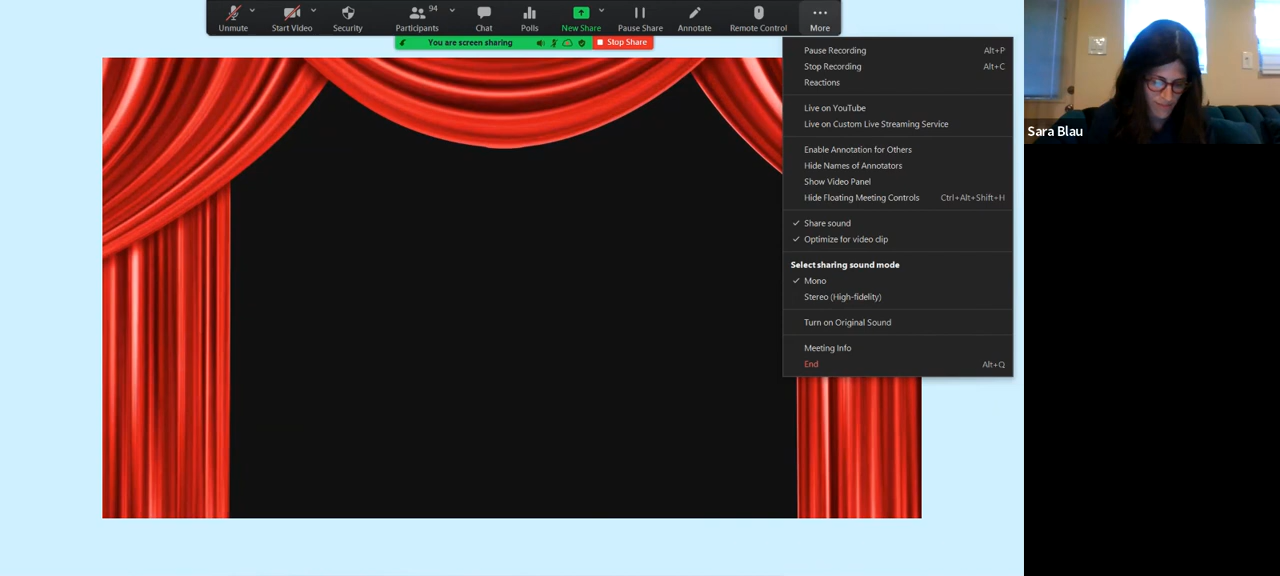 94
Unmute Start Video Security Participants Chat Polls New Share Pause Share Annotate Remote Control More
You are screen sharing Stop Share
Pause Recording Alt+P
Stop Recording Alt+C
Reactions
Live on YouTube
Live on Custom Live Streaming Service
Enable Annotation for Others
Hide Names of Annotators
Show Video Panel
Hide Floating Meeting Controls Ctrl+Alt+Shift+H
Share sound
Optimize for video clip
Select sharing sound mode
Mono
Stereo (High-fidelity)
Turn on Original Sound
Meeting Info
End Alt+Q
Sara Blau